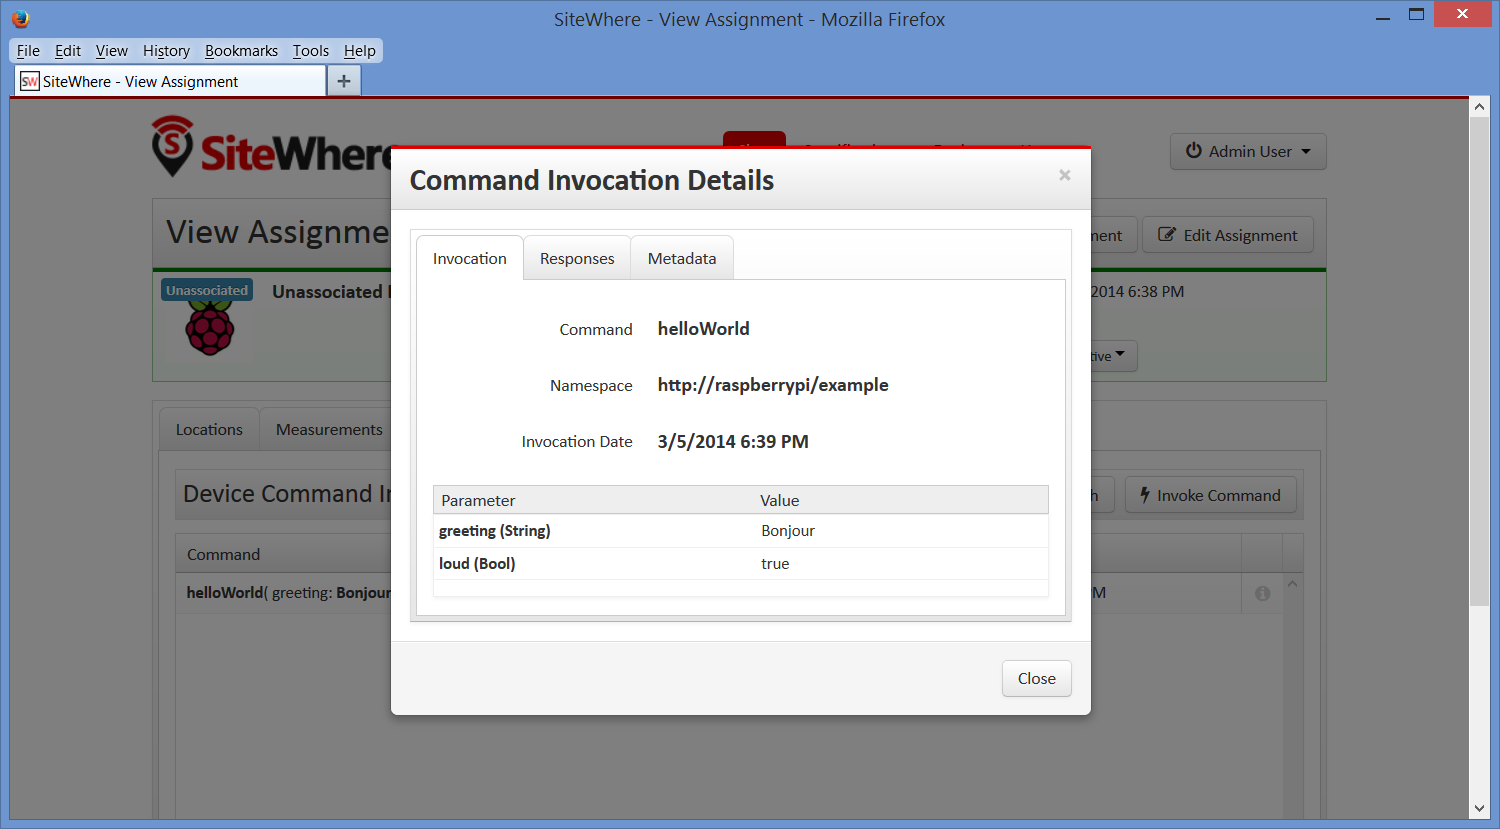 SiteWhere - View Assignment - Mozilla Firefox
File Edit View History Bookmarks Tools Help
SW SiteWhere - View Assignment
SiteWhere
Admin User
Command Invocation Details
View Assignme
Edit Assignment
Invocation Responses Metadata
Unassociated
Unassociated
2014 6:38 PM
Command helloWorld
Namespace http://raspberrypi/example
Locations Measurements
Invocation Date 3/5/2014 6:39 PM
Device Command
Invoke Command
Parameter Value
greeting (String) Bonjour
loud (Bool) true
Command
helloWorld( greeting: Bonjour
Close